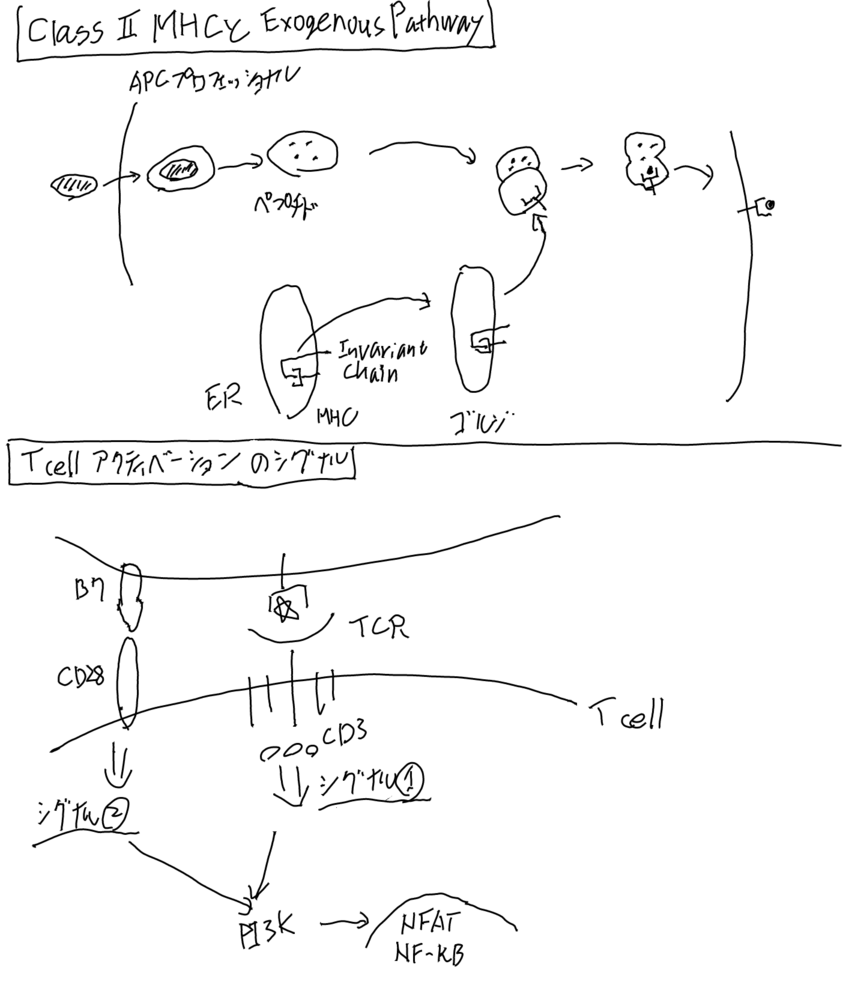 Class II MHCと Exogenous Pathway
APCプロフェッショナル
ペプチド
Invariant
chain
ER
MHC
ゴルジ
T cell アクティベーション のシグナル
B7
TCR
CD28
T cell
CD3
シグナル①
シグナル②
PI3K
NFAT
NF-KB